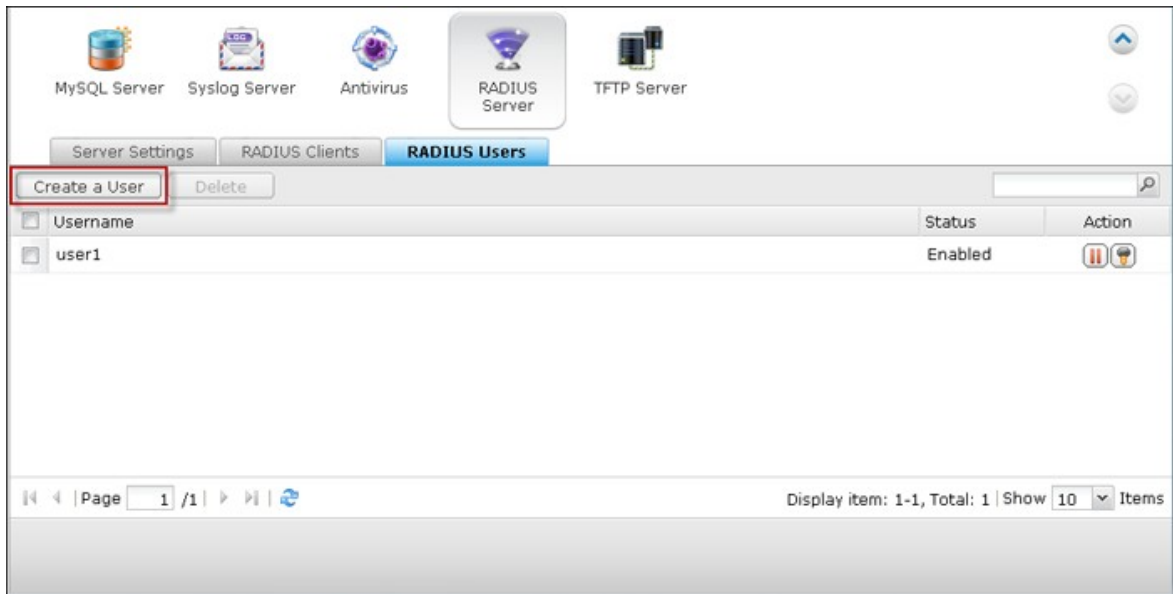 MySQL Server
Syslog Server
Antivirus
RADIUS
Server
TFTP Server
Server Settings
RADIUS Clients
RADIUS Users
Create a User
Delete
Username
Status
Action
user1
Enabled
Page 1 /1
Display item: 1-1, Total: 1 | Show 10 Items